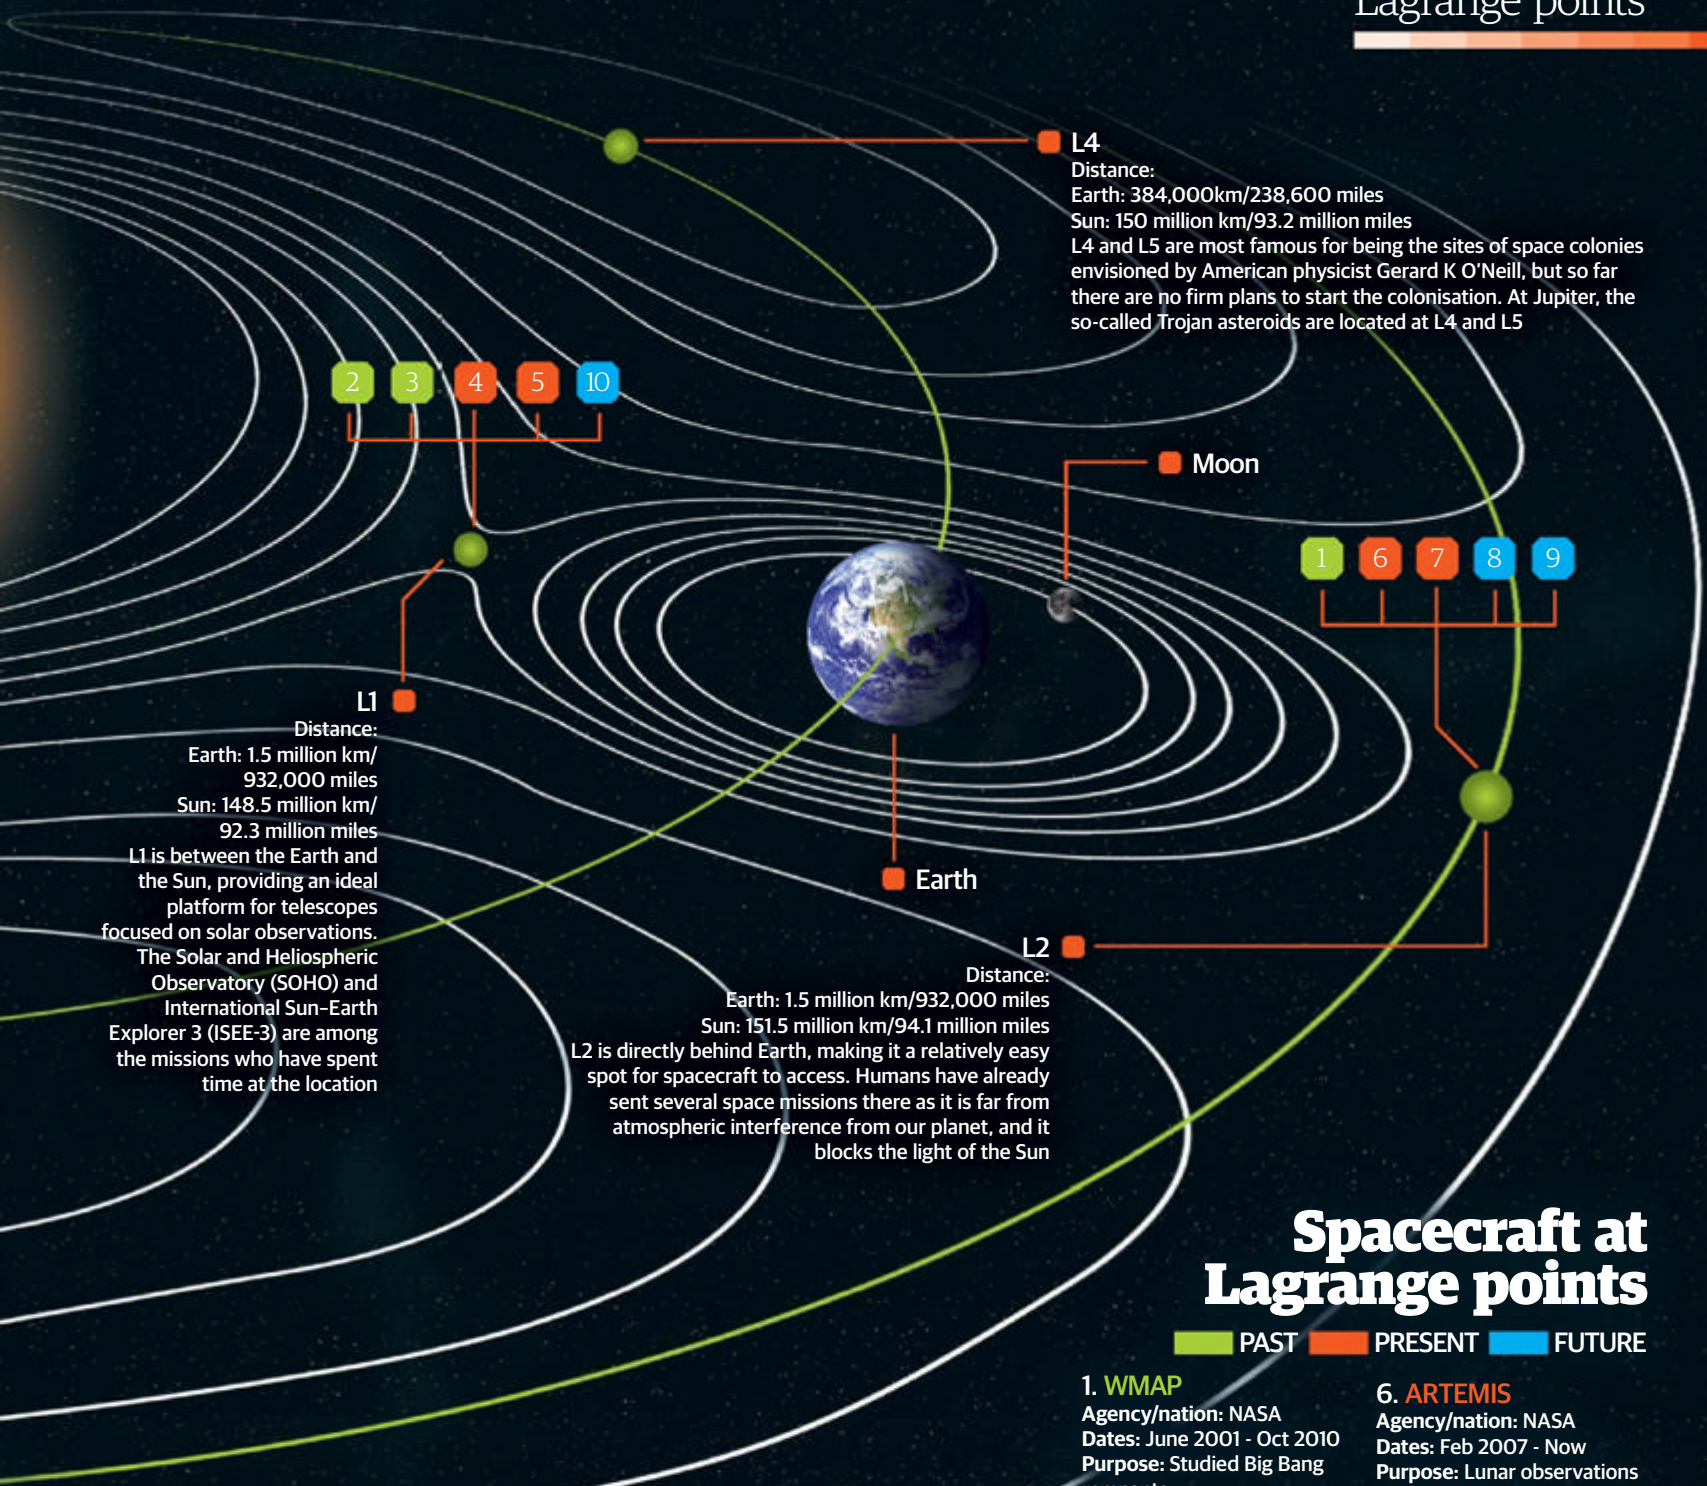 Lagrange points
L4
Distance:
Earth: 384,000km/238,600 miles
Sun: 150 million km/93.2 million miles
L4 and L5 are most famous for being the sites of space colonies
envisioned by American physicist Gerard K O'Neill, but so far
there are no firm plans to start the colonisation. At Jupiter, the
so-called Trojan asteroids are located at L4 and L5
2 3 4 5 10
Moon
1 6 7 8 9
L1
Distance:
Earth: 1.5 million km/
932,000 miles
Sun: 148.5 million km/
92.3 million miles
L1 is between the Earth and
the Sun, providing an ideal
platform for telescopes
focused on solar observations.
The Solar and Heliospheric
Observatory (SOHO) and
International Sun–Earth
Explorer 3 (ISEE-3) are among
the missions who have spent
time at the location
Earth
L2
Distance:
Earth: 1.5 million km/932,000 miles
Sun: 151.5 million km/94.1 million miles
L2 is directly behind Earth, making it a relatively easy
spot for spacecraft to access. Humans have already
sent several space missions there as it is far from
atmospheric interference from our planet, and it
blocks the light of the Sun
Spacecraft at
Lagrange points
PAST PRESENT FUTURE
1. WMAP
Agency/nation: NASA
Dates: June 2001 - Oct 2010
Purpose: Studied Big Bang
6. ARTEMIS
Agency/nation: NASA
Dates: Feb 2007 - Now
Purpose: Lunar observations